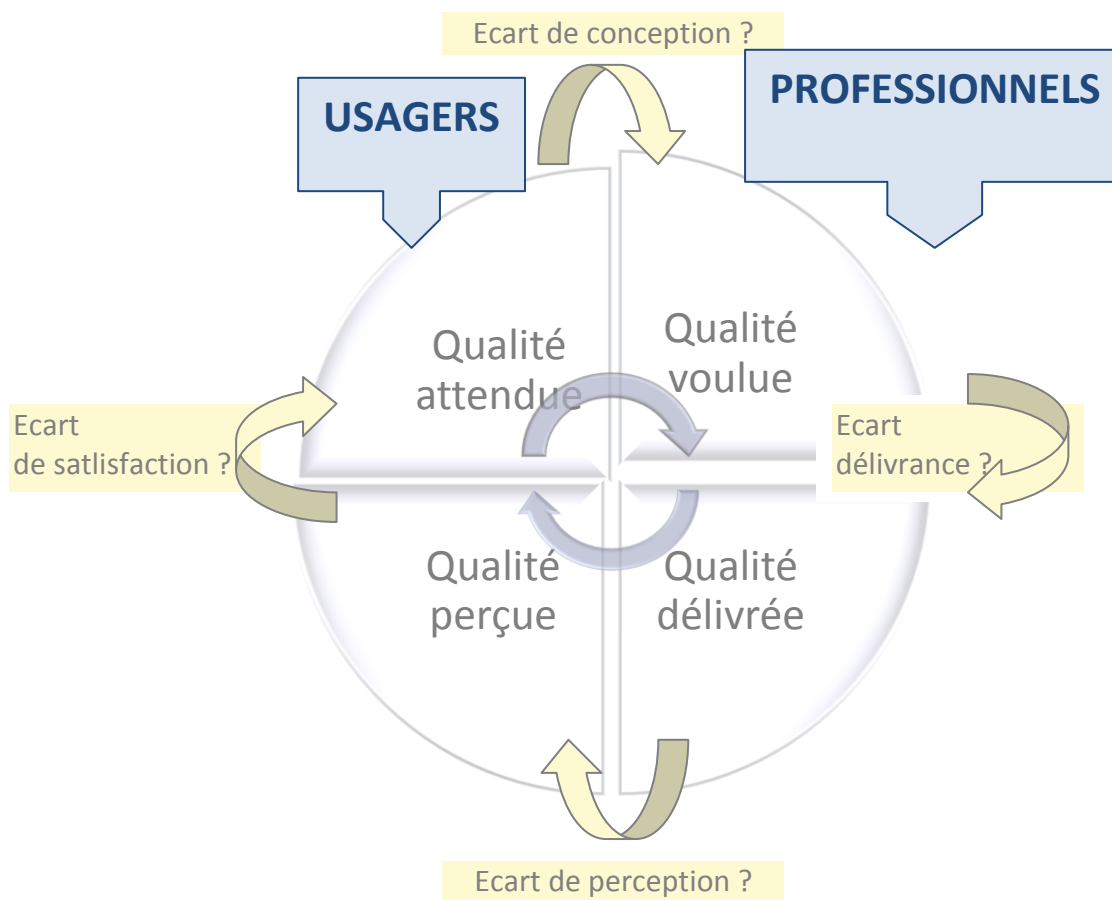 Ecart de conception ?
USAGERS
PROFESSIONNELS
Qualité
attendue
Qualité
voulue
Ecart
de satlisfaction ?
Ecart
délivrance ?
Qualité
perçue
Qualité
délivrée
Ecart de perception ?